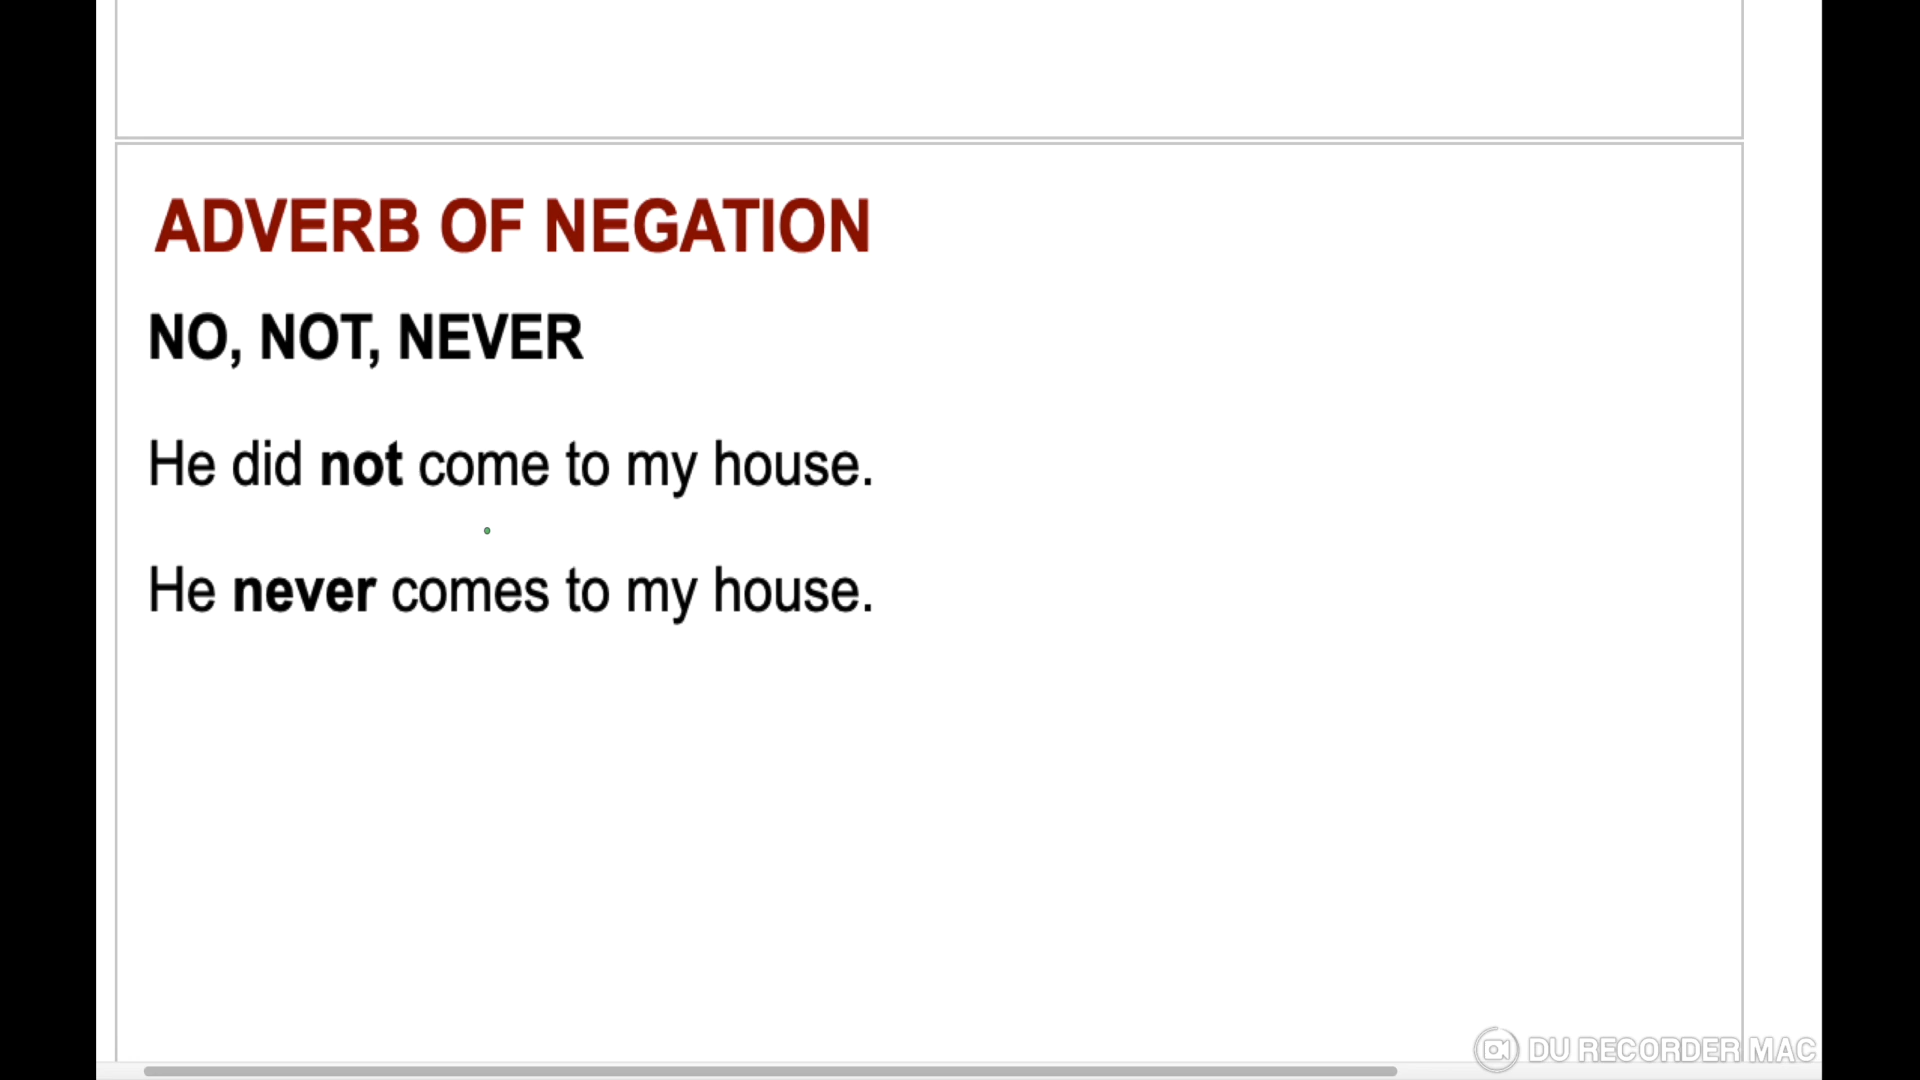 ADVERB OF NEGATION
NO, NOT, NEVER
He did not come to my house.
He never comes to my house.
DU RECORDER MAC